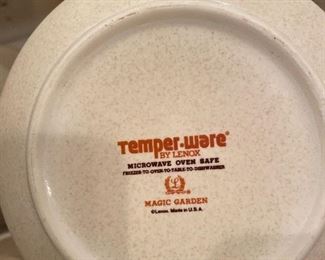 Temper-ware®
BY LENOX
MICROWAVE OVEN SAFE
FREEZER-TO-OVEN-TO-TABLE-TO-DISHWASHER
L
MAGIC GARDEN
©Lenox. Made in U.S.A.